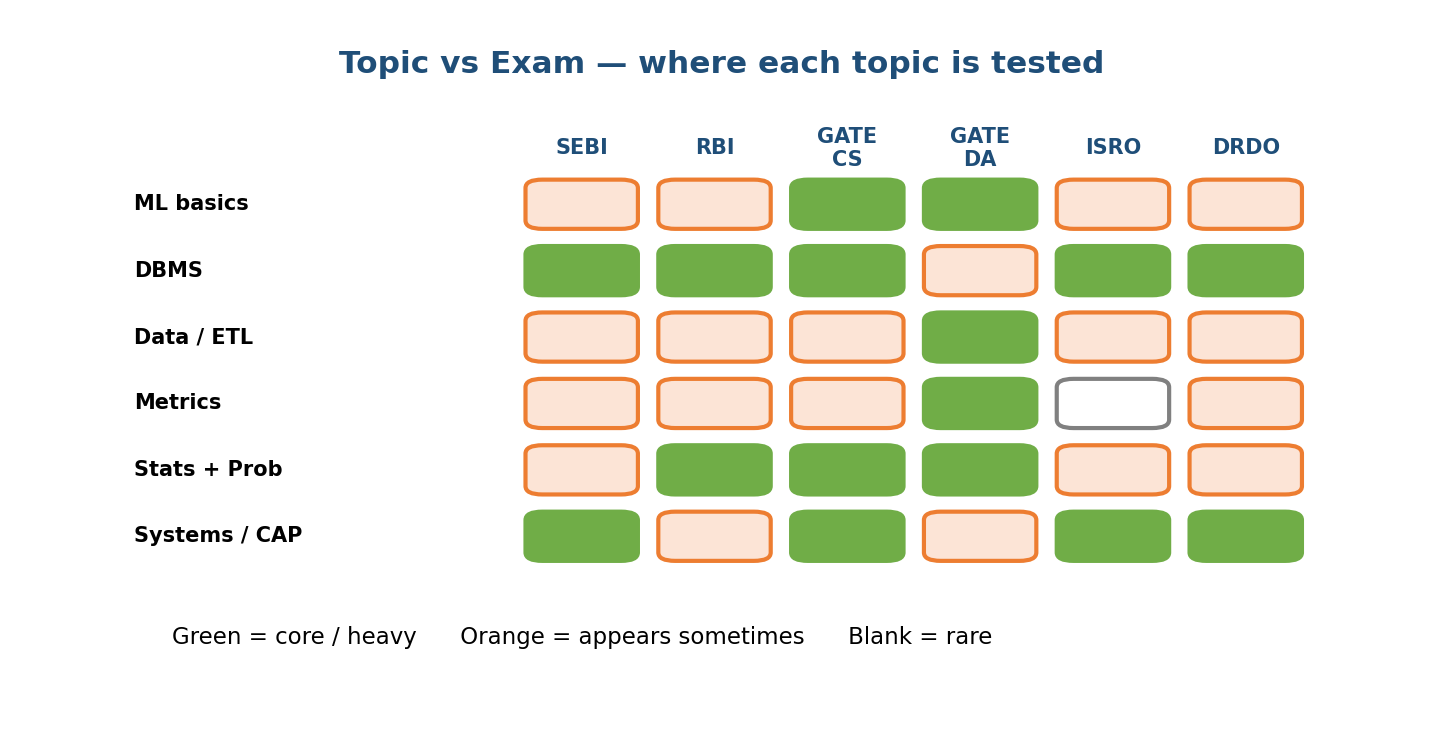 Topic vs Exam — where each topic is tested
SEBI RBI GATE CS GATE DA ISRO DRDO
ML basics
DBMS
Data / ETL
Metrics
Stats + Prob
Systems / CAP
Green = core / heavy Orange = appears sometimes Blank = rare